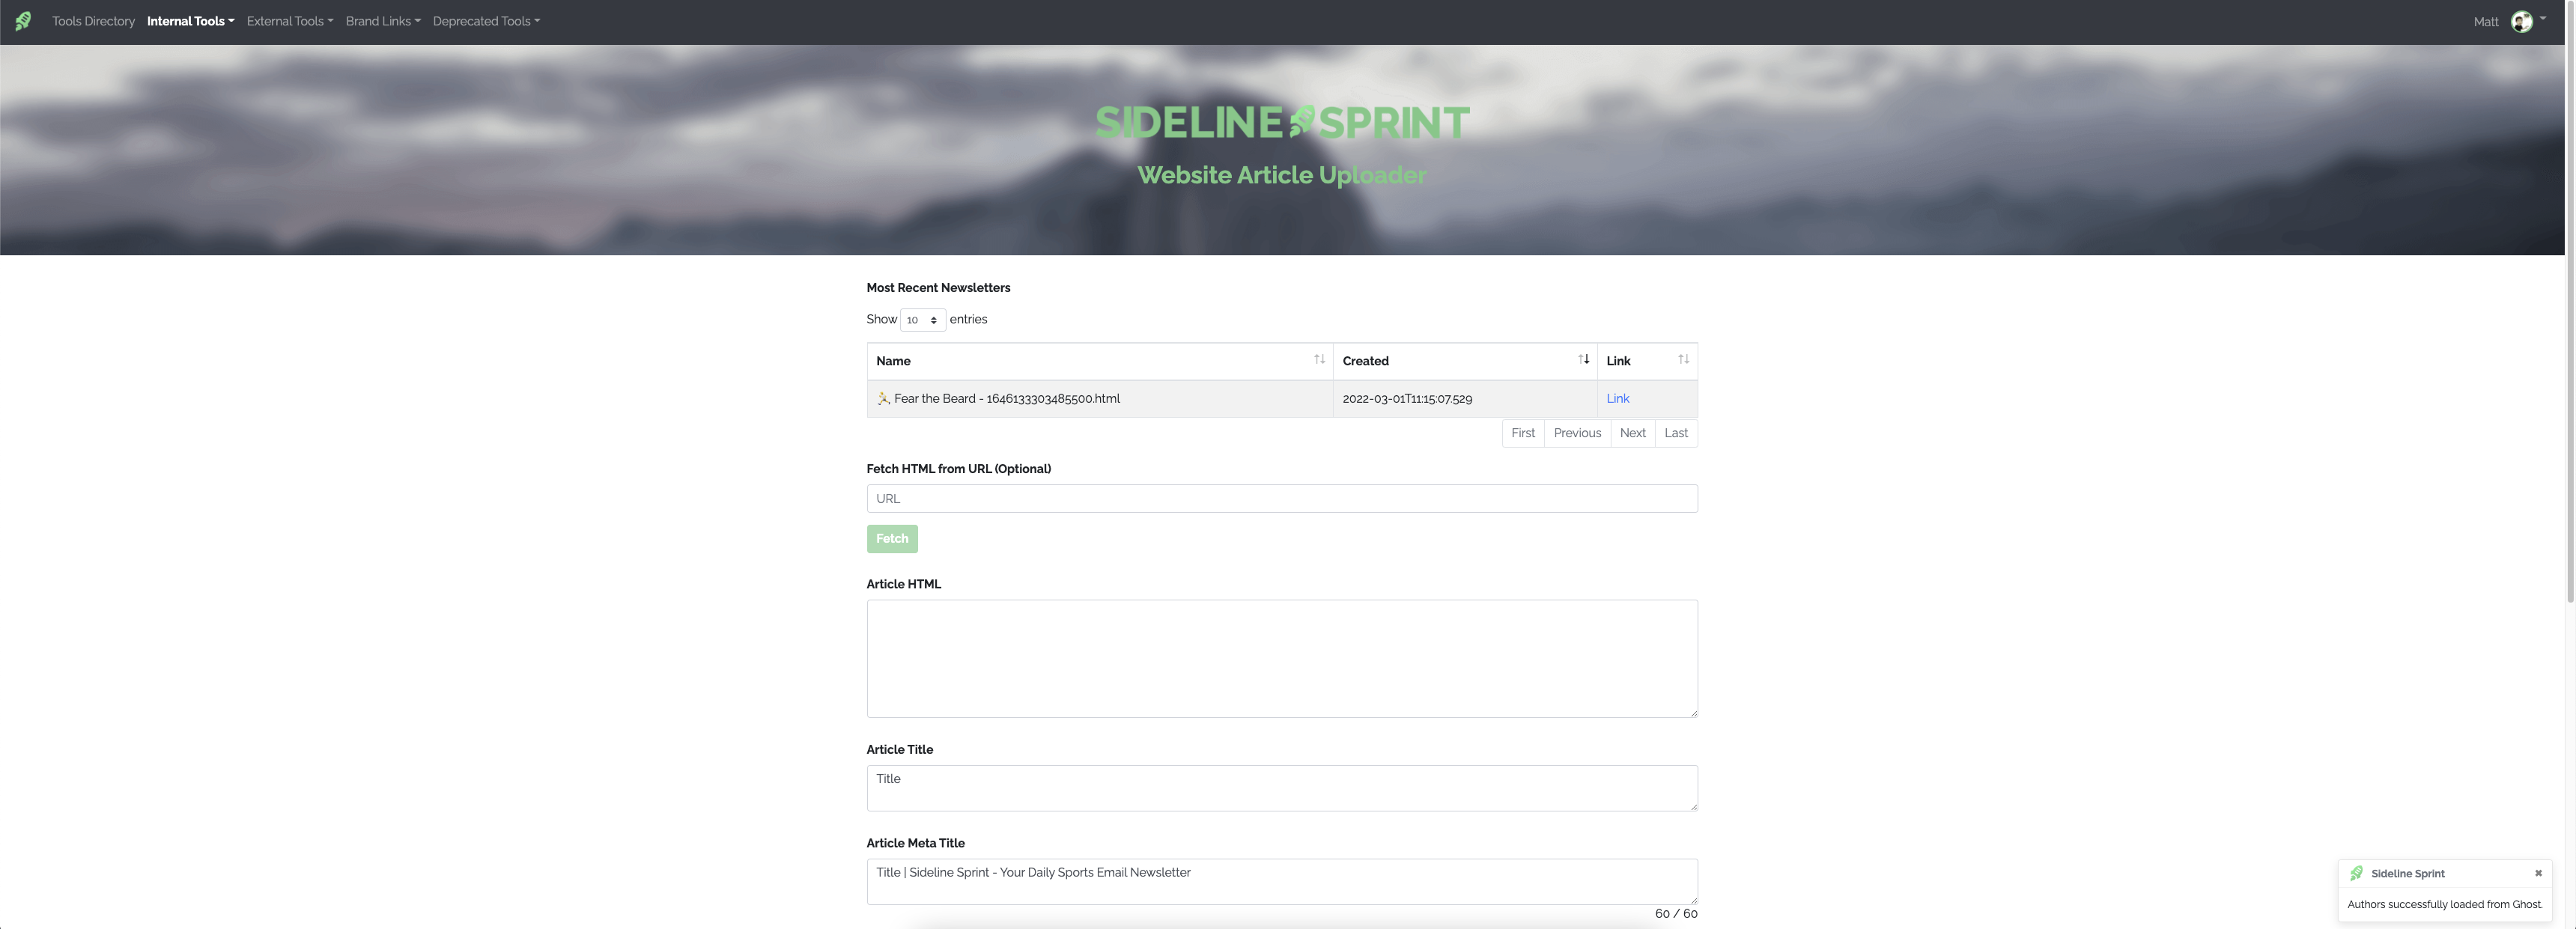 Tools Directory Internal Tools External Tools Brand Links Deprecated Tools Matt
SIDELINE SPRINT
Website Article Uploader
Most Recent Newsletters
Show 10 entries
Name Created Link
Fear the Beard - 1646133303485500.html 2022-03-01T11:15:07.529 Link
First Previous Next Last
Fetch HTML from URL (Optional)
URL
Fetch
Article HTML
Article Title
Title
Article Meta Title
Title | Sideline Sprint - Your Daily Sports Email Newsletter
60 / 60
Sideline Sprint
Authors successfully loaded from Ghost.